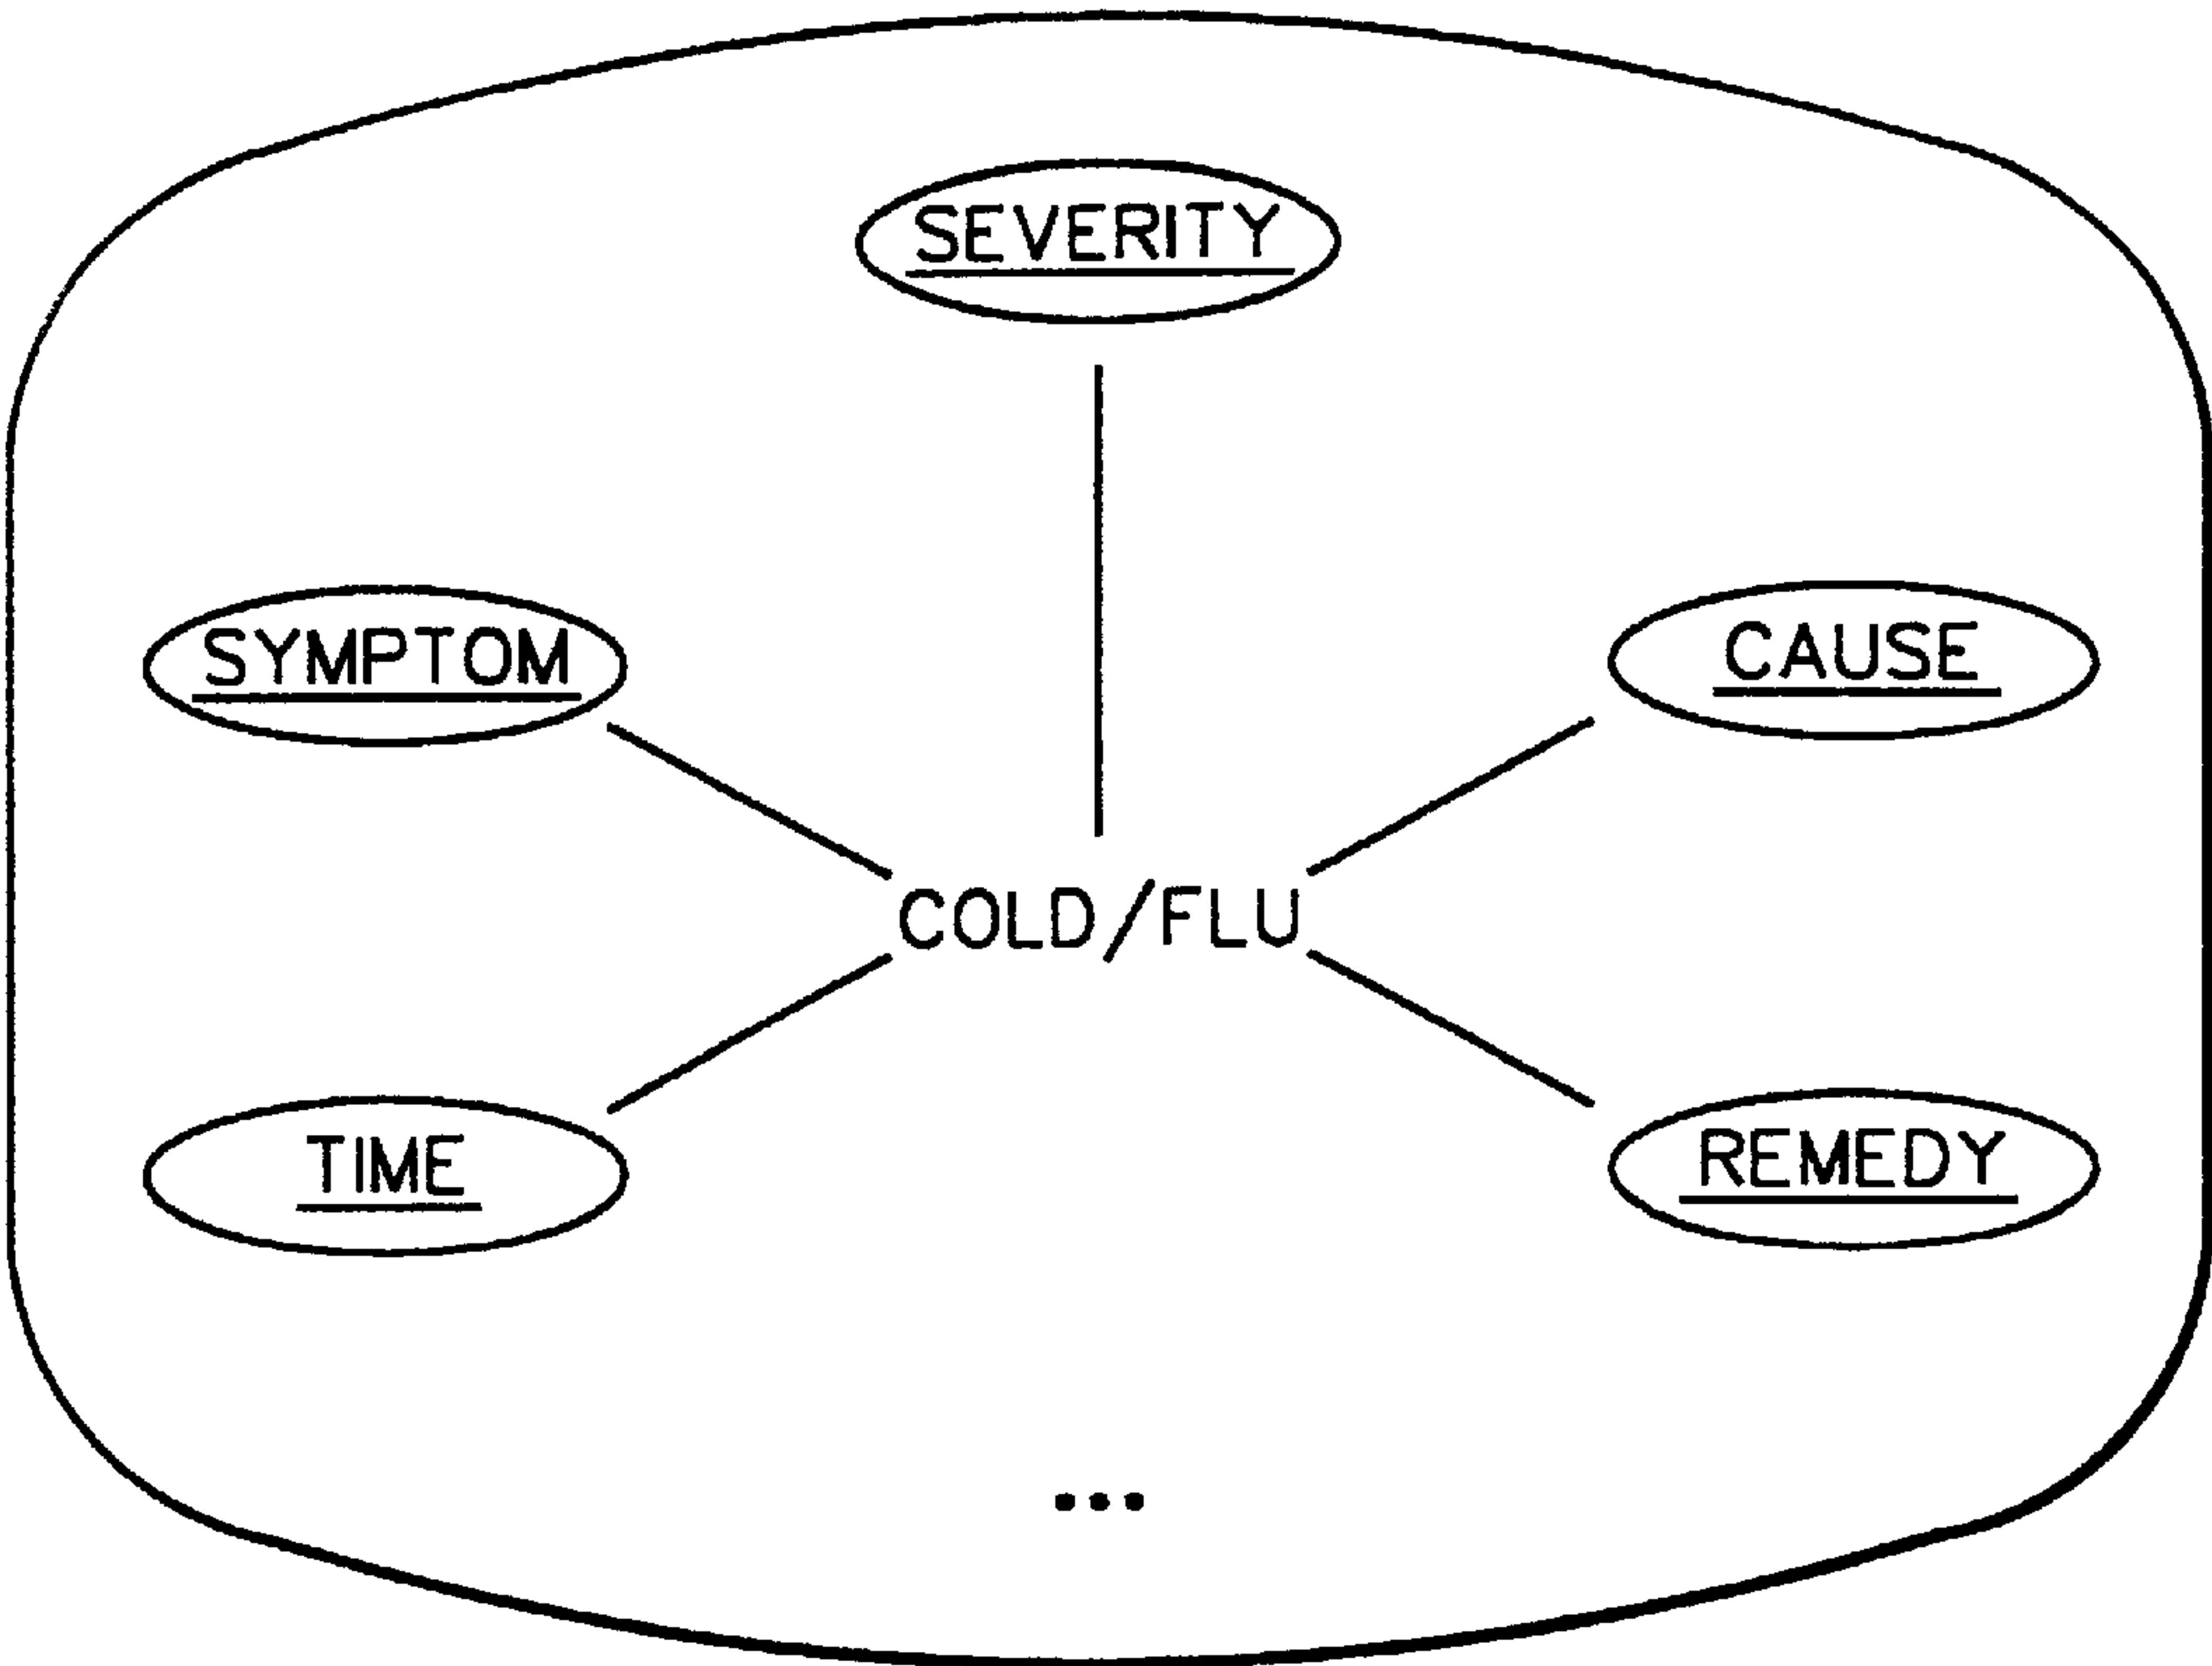 SEVERITY
SYMPTOM
CAUSE
COLD/FLU
TIME
REMEDY
...